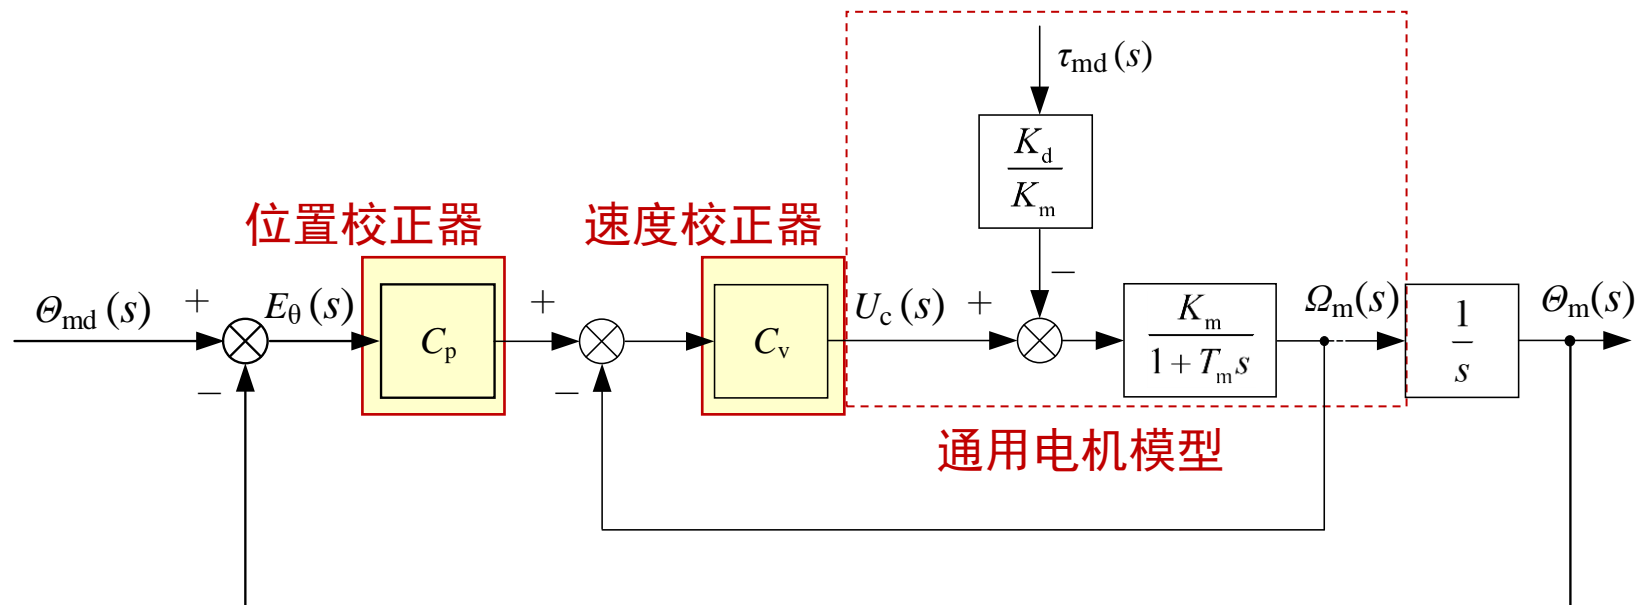 τmd(s)
Kd
Km
位置校正器
速度校正器
Θmd(s)
+
−
Eθ(s)
Cp
+
−
Cv
Uc(s)
+
−
Km
1 + Tms
Ωm(s)
1
s
Θm(s)
通用电机模型